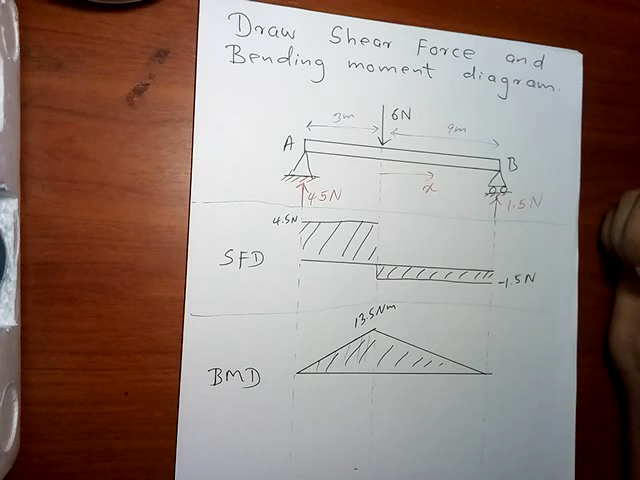 Draw Shear Force and
Bending moment diagram.
3m 6N 9m
A B
x
4.5N 1.5N
4.5N
SFD
-1.5N
13.5Nm
BMD